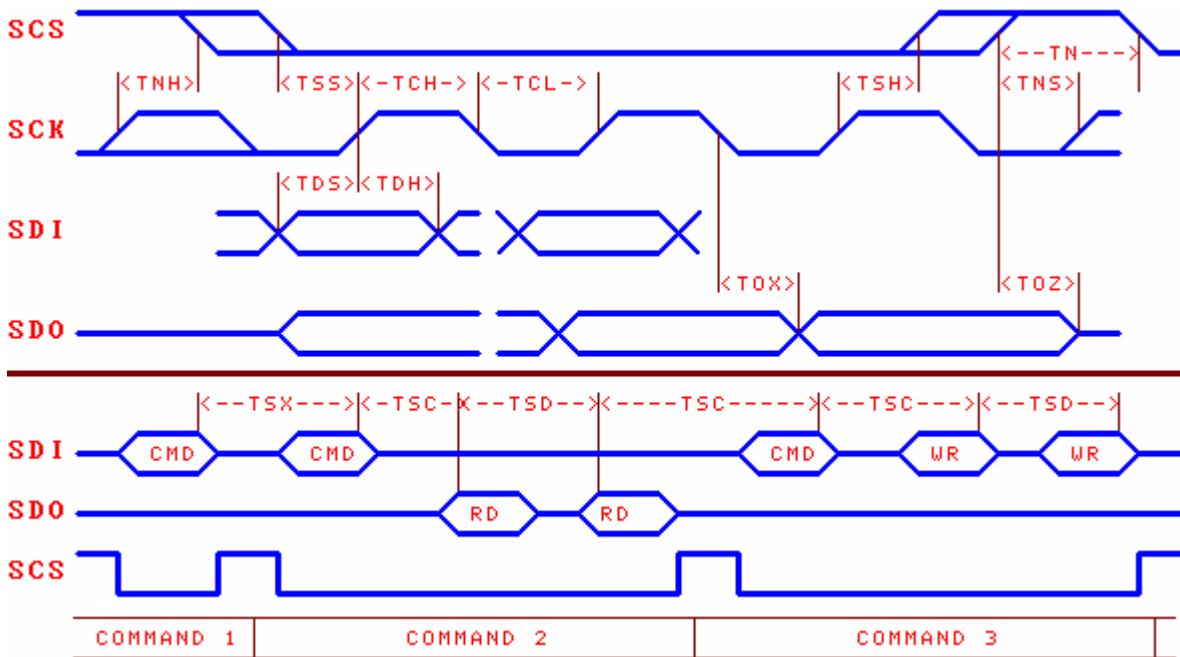 SCS
<--TN--->
<TNH> <TSS> <-TCH-> <-TCL-> <TSH> <TNS>
SCK
<TDS> <TDH>
SDI
<TOX> <TOZ>
SDO
<--TSX---> <-TSC-X--TSD--> <----TSC-----> <--TSC---> <--TSD-->
SDI CMD CMD CMD WR WR
SDO RD RD
SCS
COMMAND 1 COMMAND 2 COMMAND 3